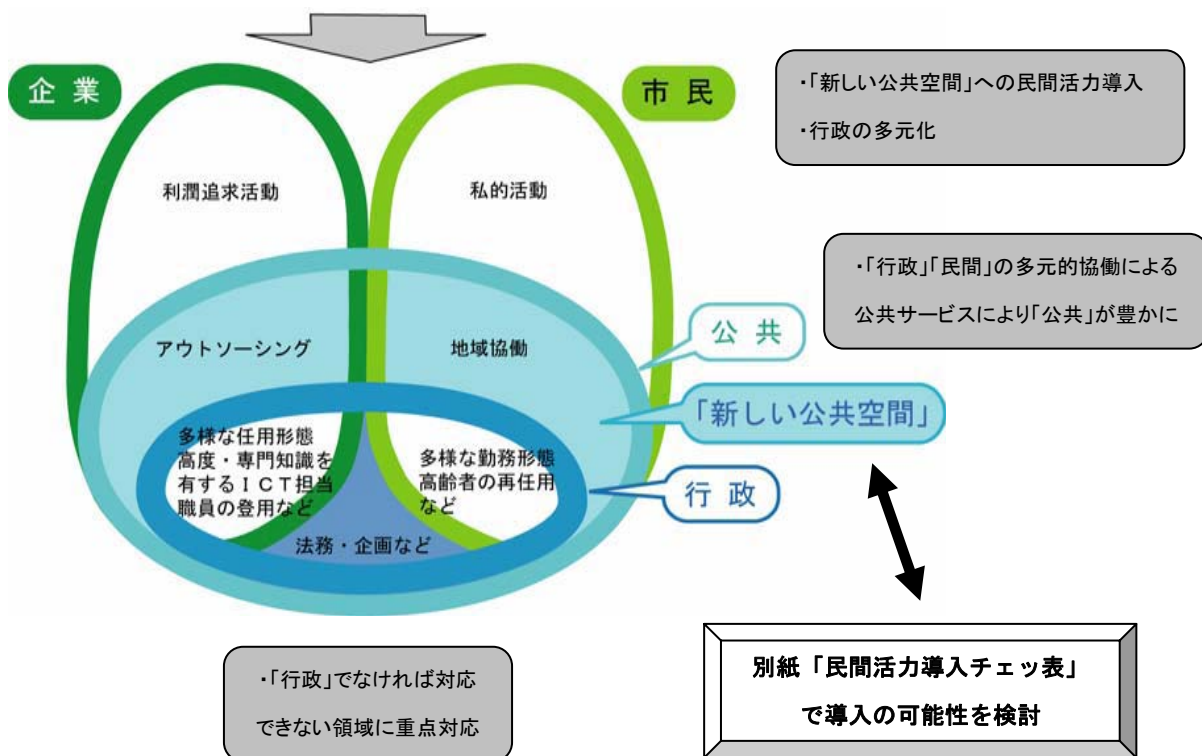 企 業
市 民
・「新しい公共空間」への民間活力導入
・行政の多元化
利潤追求活動
私的活動
・「行政」「民間」の多元的協働による
公共サービスにより「公共」が豊かに
公 共
アウトソーシング
地域協働
「新しい公共空間」
多様な任用形態
高度・専門知識を
有するＩＣＴ担当
職員の登用など
多様な勤務形態
高齢者の再任用
など
行 政
法務・企画など
・「行政」でなければ対応
できない領域に重点対応
別紙「民間活力導入チェッ表」
で導入の可能性を検討